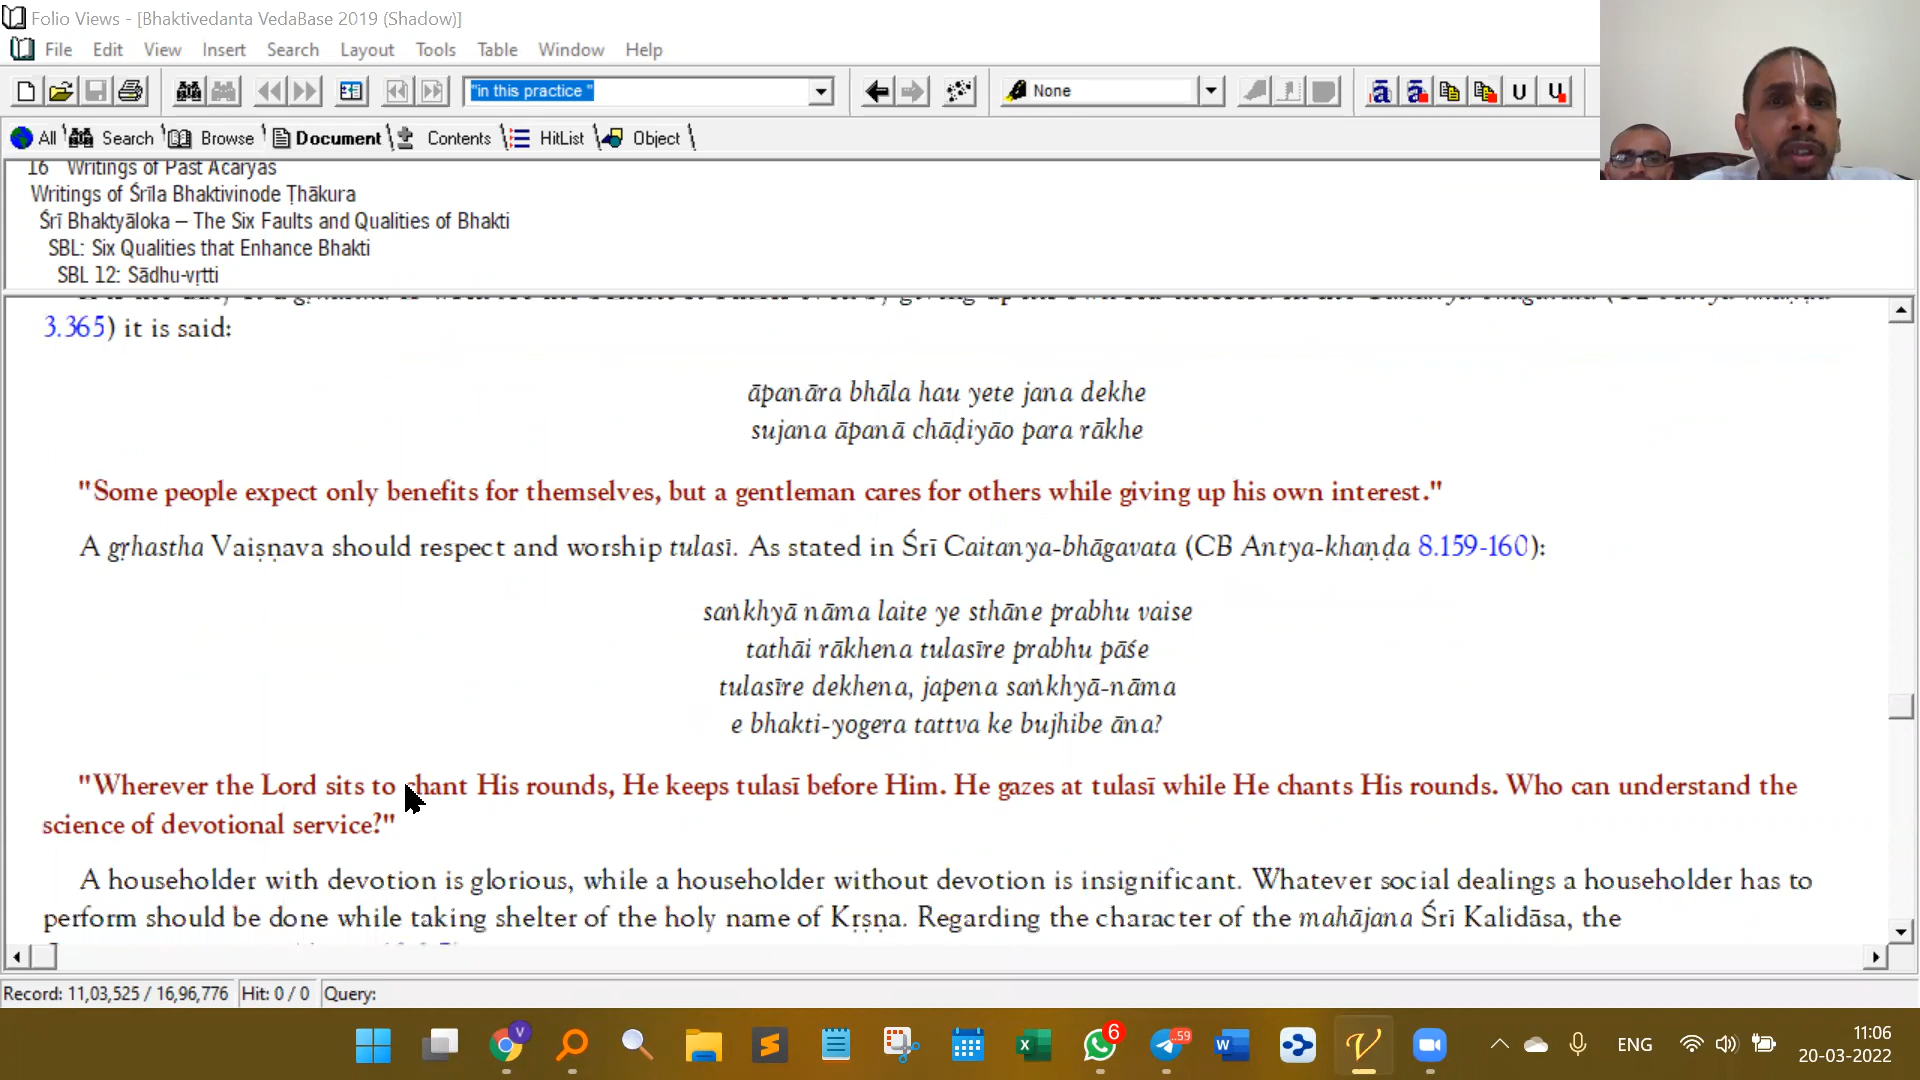 Folio Views - [Bhaktivedanta VedaBase 2019 (Shadow)]
File Edit View Insert Search Layout Tools Table Window Help
"in this practice "
None
All Search Browse Document Contents HitList Object
16 Writings of Past Ācāryas
Writings of Śrīla Bhaktivinode Ṭhākura
Śrī Bhaktyāloka – The Six Faults and Qualities of Bhakti
SBL: Six Qualities that Enhance Bhakti
SBL 12: Sādhu-vṛtti
3.365) it is said:
āpanāra bhāla hau yete jana dekhe
sujana āpanā chāḍiyāo para rākhe
"Some people expect only benefits for themselves, but a gentleman cares for others while giving up his own interest."
A gṛhastha Vaiṣṇava should respect and worship tulasī. As stated in Śrī Caitanya-bhāgavata (CB Antya-khaṇḍa 8.159-160):
saṅkhyā nāma laite ye sthāne prabhu vaise
tathāi rākhena tulasīre prabhu pāśe
tulasīre dekhena, japena saṅkhyā-nāma
e bhakti-yogera tattva ke bujhibe āna?
"Wherever the Lord sits to chant His rounds, He keeps tulasī before Him. He gazes at tulasī while He chants His rounds. Who can understand the
science of devotional service?"
A householder with devotion is glorious, while a householder without devotion is insignificant. Whatever social dealings a householder has to
perform should be done while taking shelter of the holy name of Kṛṣṇa. Regarding the character of the mahājana Śrī Kalidāsa, the
Record: 11,03,525 / 16,96,776 Hit: 0 / 0 Query:
V
6
59
ENG
11:06
20-03-2022